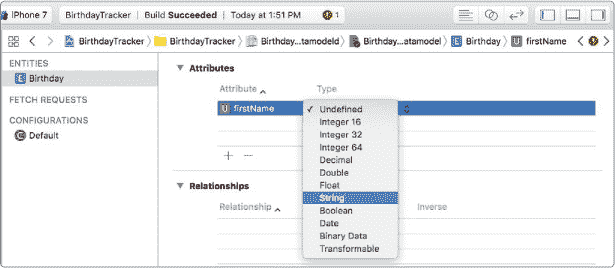 iPhone 7 BirthdayTracker | Build Succeeded | Today at 1:51 PM 1
BirthdayTracker BirthdayTracker Birthday...tamodeld Birthday...atamodel Birthday firstName
ENTITIES
Birthday
FETCH REQUESTS
CONFIGURATIONS
Default
Attributes
Attribute Type
firstName
Undefined
Integer 16
Integer 32
Integer 64
Decimal
Double
Float
String
Boolean
Date
Binary Data
Transformable
Relationships
Relationship Inverse